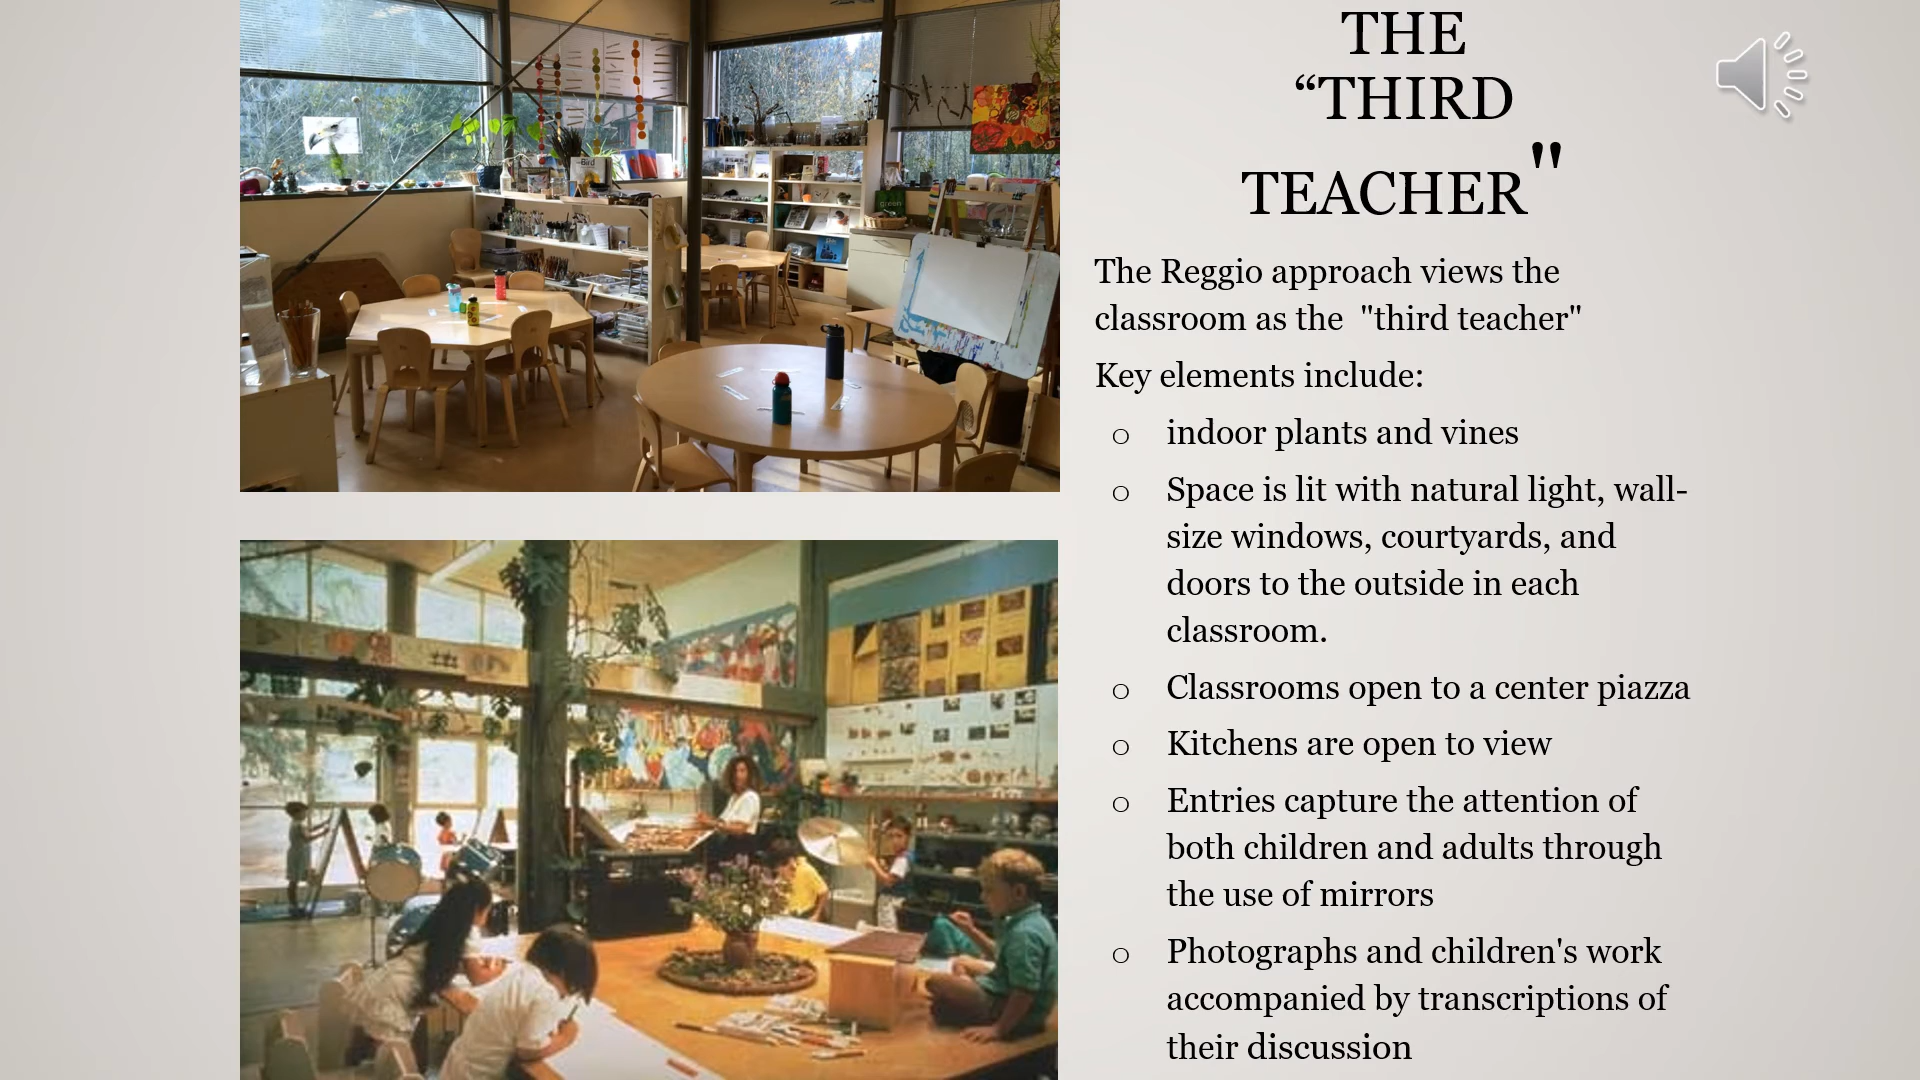 THE
“THIRD
TEACHER"
The Reggio approach views the
classroom as the "third teacher"
Key elements include:
o indoor plants and vines
o Space is lit with natural light, wall-
size windows, courtyards, and
doors to the outside in each
classroom.
o Classrooms open to a center piazza
o Kitchens are open to view
o Entries capture the attention of
both children and adults through
the use of mirrors
o Photographs and children's work
accompanied by transcriptions of
their discussion
Bird
green